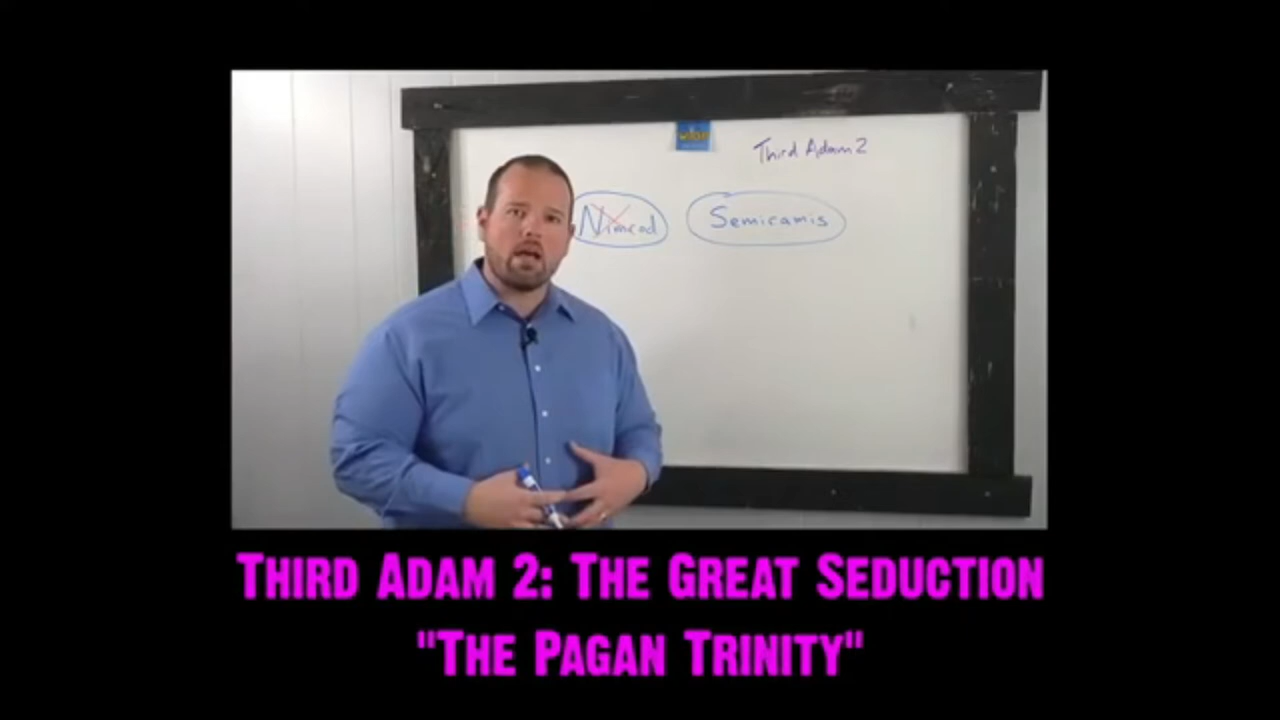 Third Adam 2
Nimrod
Semiramis
THIRD ADAM 2: THE GREAT SEDUCTION
"THE PAGAN TRINITY"